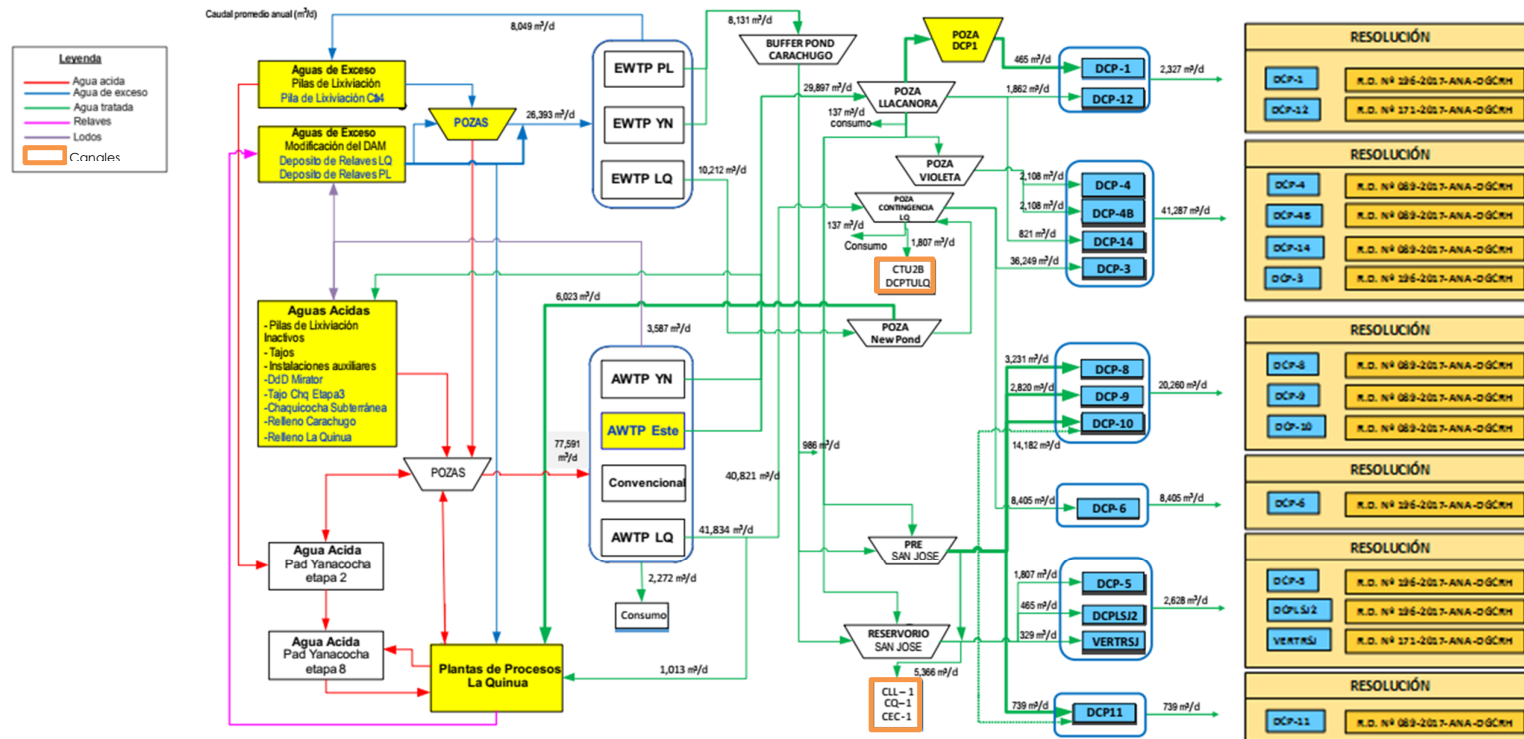 Caudal promedio anual (m³/d)
Leyenda
Agua acida
Agua de exceso
Agua tratada
Relaves
Lodos
Canales
8,049 m³/d
Aguas de Exceso
Pilas de Lixiviación
Pila de Lixiviación
POZAS
26,393 m³/d
Aguas de Exceso
Modificación del DAM
Deposito de Relaves LQ
Deposito de Relaves PL
Aguas Acidas
- Pilas de Lixiviación
Inactivos
- Tajos
- Instalaciones auxiliares
-DdD Mirator
-Tajo Chq Etapa3
-Chaquicocha Subterránea
-Relleno Carachugo
-Relleno La Quinua
POZAS
Agua Acida
Pad Yanacocha
etapa 2
Agua Acida
Pad Yanacocha
etapa 8
Plantas de Procesos
La Quinua
EWTP PL
EWTP YN
EWTP LQ
10,212 m³/d
6,023 m³/d
3,587 m³/d
AWTP YN
AWTP Este
Convencional
AWTP LQ
77,591
m³/d
41,834 m³/d
40,821 m³/d
2,272 m³/d
Consumo
1,013 m³/d
8,131 m³/d
BUFFER POND
CARACHUGO
29,897 m³/d
POZA
DCP1
POZA
LLACANORA
137 m³/d
consumo
POZA
VIOLETA
POZA
CONTINGENCIA
LQ
137 m³/d
Consumo
1,807 m³/d
CTU2B
DCPTULQ
POZA
New Pond
986 m³/d
PRE
SAN JOSE
RESERVORIO
SAN JOSE
5,366 m³/d
CLL– 1
CQ–1
CEC-1
465 m³/d
DCP-1
2,327 m³/d
1,862 m³/d
DCP-12
2,108 m³/d
DCP-4
2,108 m³/d
DCP-4B
41,287 m³/d
821 m³/d
DCP-14
36,249 m³/d
DCP-3
3,231 m³/d
DCP-8
2,820 m³/d
DCP-9
20,260 m³/d
DCP-10
14,182 m³/d
8,405 m³/d
DCP-6
8,405 m³/d
1,807 m³/d
DCP-5
465 m³/d
DCPLSJ2
2,628 m³/d
329 m³/d
VERTRSJ
739 m³/d
DCP11
739 m³/d
RESOLUCIÓN
DCP-1
R.D. Nº 196-2017-ANA-DGCRH
DCP-12
R.D. Nº 171-2017-ANA-DGCRH
RESOLUCIÓN
DCP-4
R.D. Nº 089-2017-ANA-DGCRH
DCP-4B
R.D. Nº 089-2017-ANA-DGCRH
DCP-14
R.D. Nº 089-2017-ANA-DGCRH
DCP-3
R.D. Nº 196-2017-ANA-DGCRH
RESOLUCIÓN
DCP-8
R.D. Nº 089-2017-ANA-DGCRH
DCP-9
R.D. Nº 089-2017-ANA-DGCRH
DCP-10
R.D. Nº 089-2017-ANA-DGCRH
RESOLUCIÓN
DCP-6
R.D. Nº 196-2017-ANA-DGCRH
RESOLUCIÓN
DCP-5
R.D. Nº 196-2017-ANA-DGCRH
DCPLSJ2
R.D. Nº 196-2017-ANA-DGCRH
VERTRSJ
R.D. Nº 171-2017-ANA-DGCRH
RESOLUCIÓN
DCP-11
R.D. Nº 089-2017-ANA-DGCRH